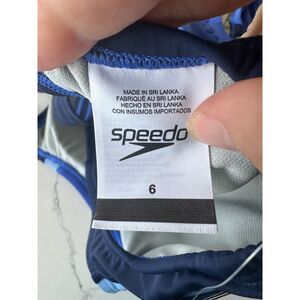 MADE IN SRI LANKA
FABRIQUÉ AU SRI LANKA
HECHO EN SRI LANKA
CON INSUMOS IMPORTADOS
speedo
6